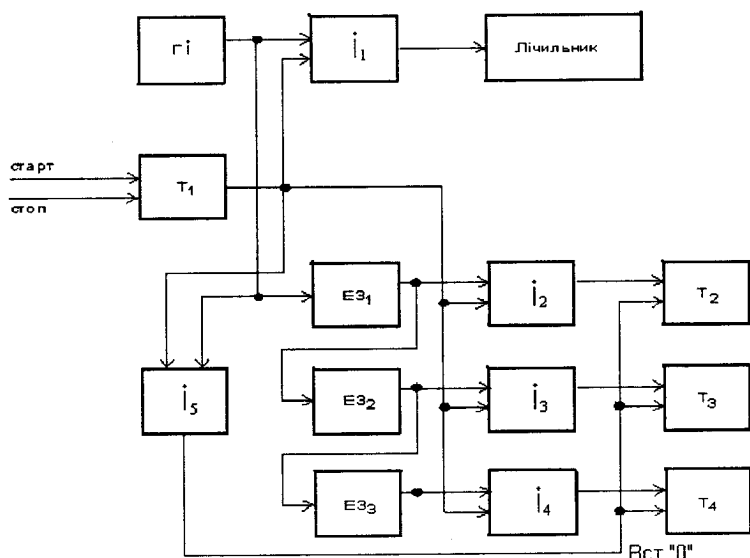 гі
і1
Лічильник
старт
стоп
Т1
ЕЗ1
і2
Т2
і5
ЕЗ2
і3
Т3
ЕЗ3
і4
Т4
Вст "0"